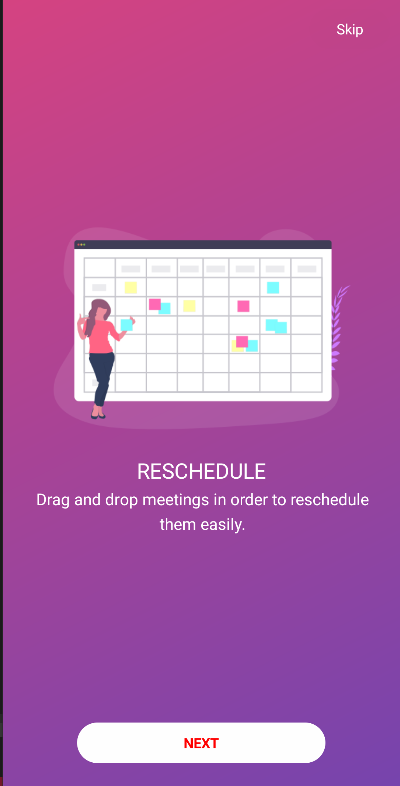 Skip
RESCHEDULE
Drag and drop meetings in order to reschedule
them easily.
NEXT